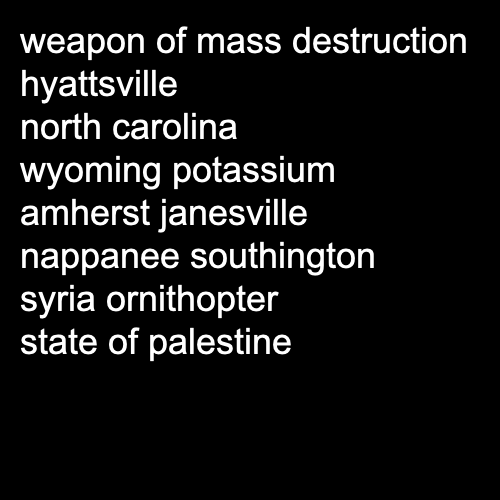 weapon of mass destruction
hyattsville
north carolina
wyoming potassium
amherst janesville
nappanee southington
syria ornithopter
state of palestine